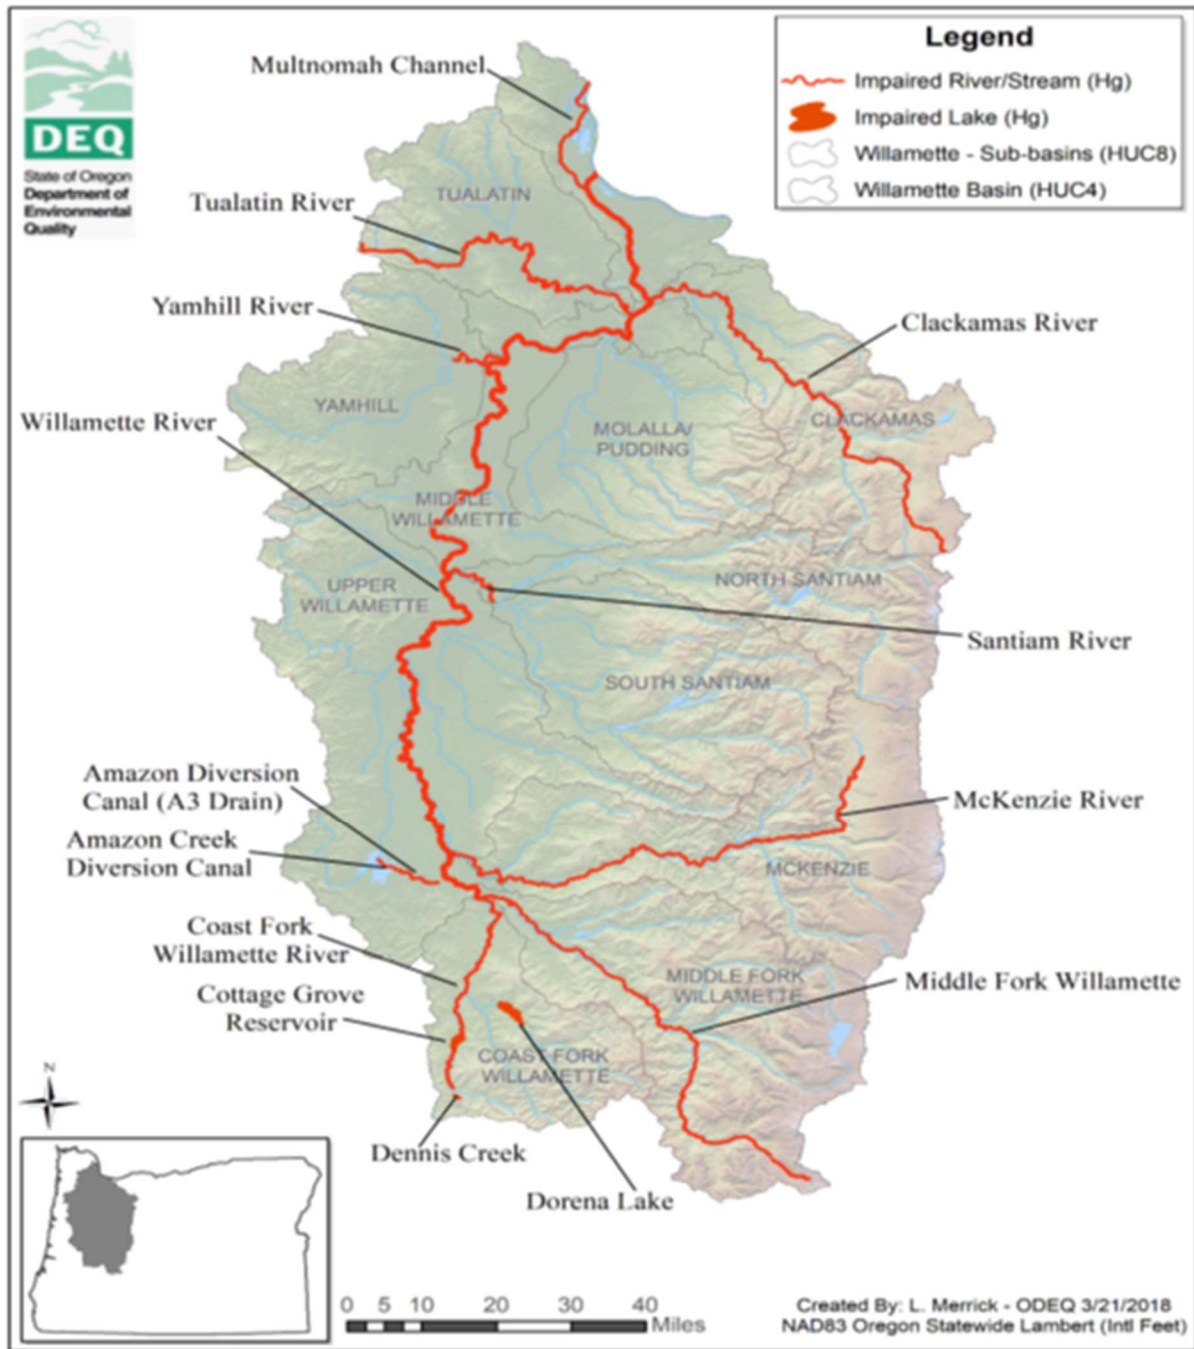 DEQ
State of Oregon
Department of
Environmental
Quality
Legend
Impaired River/Stream (Hg)
Impaired Lake (Hg)
Willamette - Sub-basins (HUC8)
Willamette Basin (HUC4)
Multnomah Channel
TUALATIN
Tualatin River
Yamhill River
Clackamas River
YAMHILL
Willamette River
MOLALLA/
PUDDING
CLACKAMAS
MIDDLE
WILLAMETTE
UPPER
WILLAMETTE
NORTH SANTIAM
Santiam River
SOUTH SANTIAM
Amazon Diversion
Canal (A3 Drain)
McKenzie River
Amazon Creek
Diversion Canal
MCKENZIE
Coast Fork
Willamette River
MIDDLE FORK
WILLAMETTE
Middle Fork Willamette
Cottage Grove
Reservoir
COAST FORK
WILLAMETTE
N
Dennis Creek
Dorena Lake
0 5 10 20 30 40
Miles
Created By: L. Merrick - ODEQ 3/21/2018
NAD83 Oregon Statewide Lambert (Intl Feet)